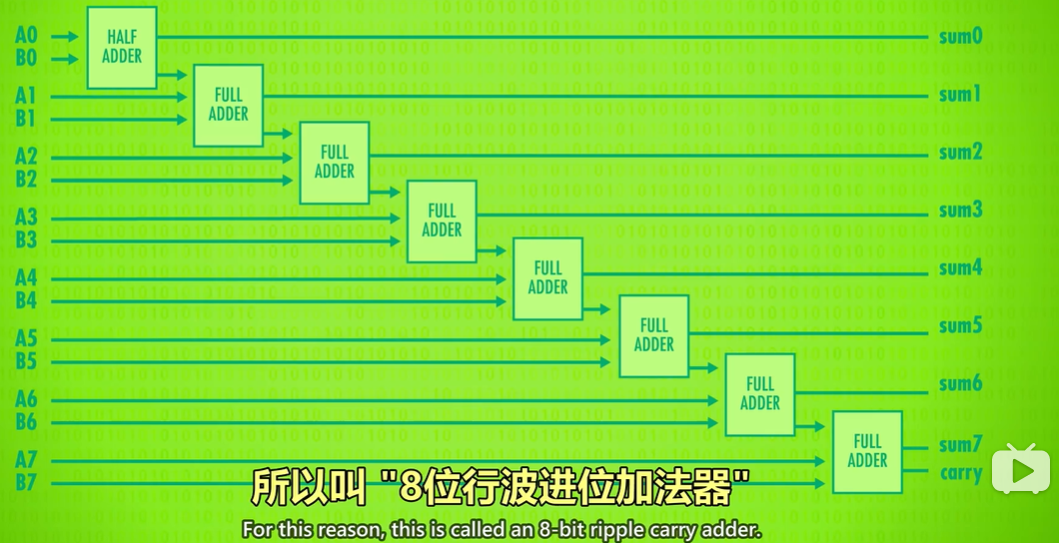 A0
B0
HALF
ADDER
sum0
A1
B1
FULL
ADDER
sum1
A2
B2
FULL
ADDER
sum2
A3
B3
FULL
ADDER
sum3
A4
B4
FULL
ADDER
sum4
A5
B5
FULL
ADDER
sum5
A6
B6
FULL
ADDER
sum6
A7
B7
FULL
ADDER
sum7
carry
所以叫 "8位行波进位加法器"
For this reason, this is called an 8-bit ripple carry adder.